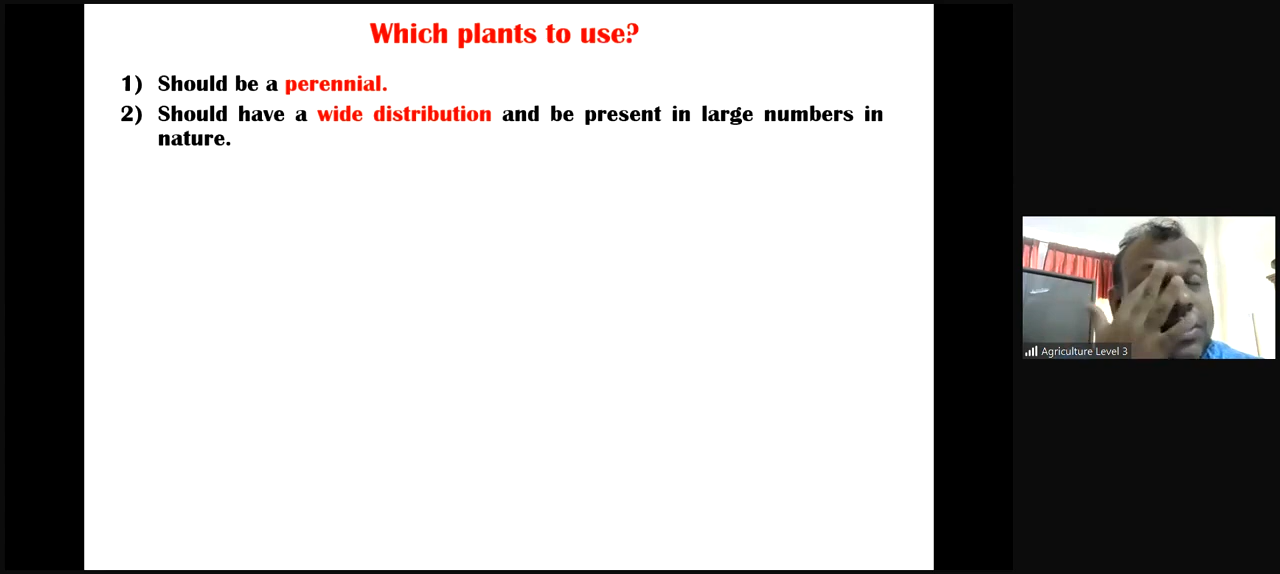 Which plants to use?
1) Should be a perennial.
2) Should have a wide distribution and be present in large numbers in
nature.
Agriculture Level 3